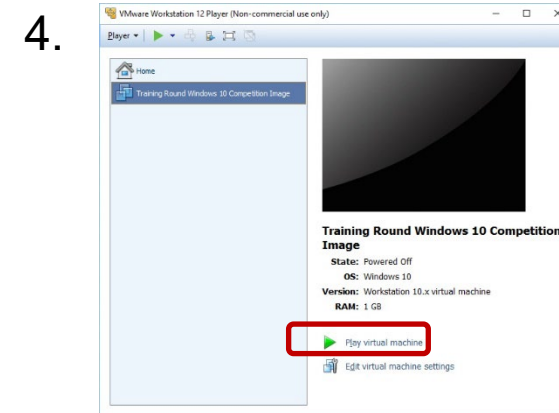 4.
VMware Workstation 12 Player (Non-commercial use only)
Player
Home
Training Round Windows 10 Competition Image
Training Round Windows 10 Competition
Image
State: Powered Off
OS: Windows 10
Version: Workstation 10.x virtual machine
RAM: 1 GB
Play virtual machine
Edit virtual machine settings